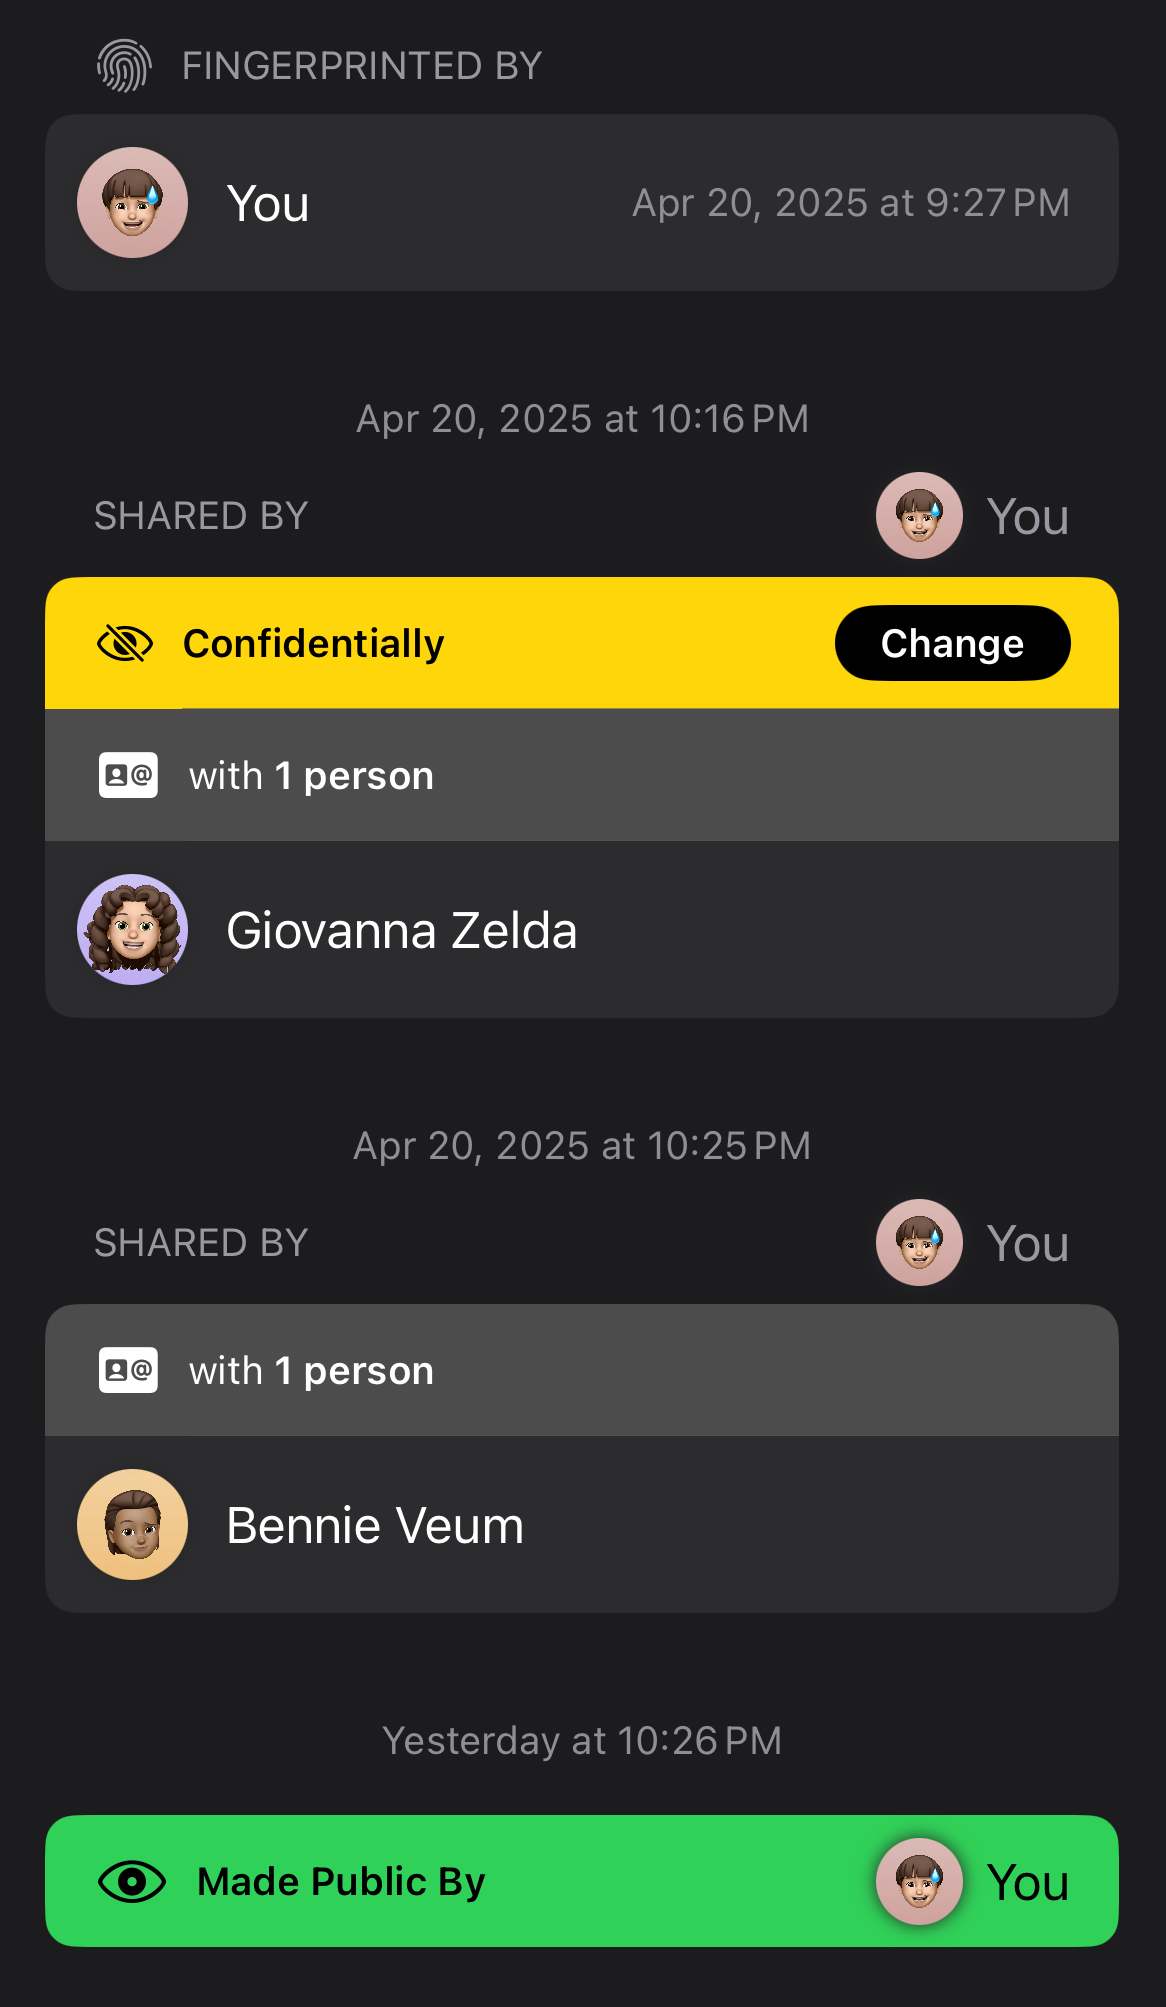 FINGERPRINTED BY
You Apr 20, 2025 at 9:27 PM
Apr 20, 2025 at 10:16 PM
SHARED BY You
Confidentially Change
with 1 person
Giovanna Zelda
Apr 20, 2025 at 10:25 PM
SHARED BY You
with 1 person
Bennie Veum
Yesterday at 10:26 PM
Made Public By You